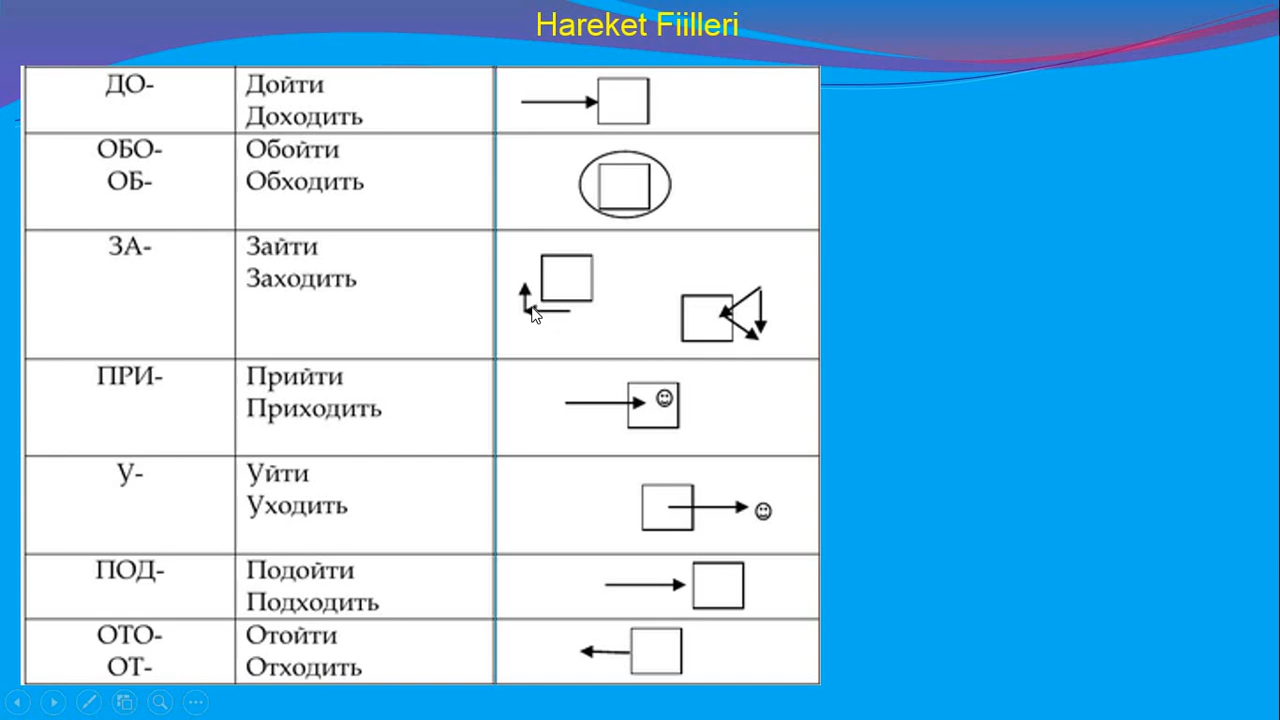 Hareket Fiilleri
ДО-
Дойти
Доходить
ОБО-
ОБ-
Обойти
Обходить
ЗА-
Зайти
Заходить
ПРИ-
Прийти
Приходить
У-
Уйти
Уходить
ПОД-
Подойти
Подходить
ОТО-
ОТ-
Отойти
Отходить